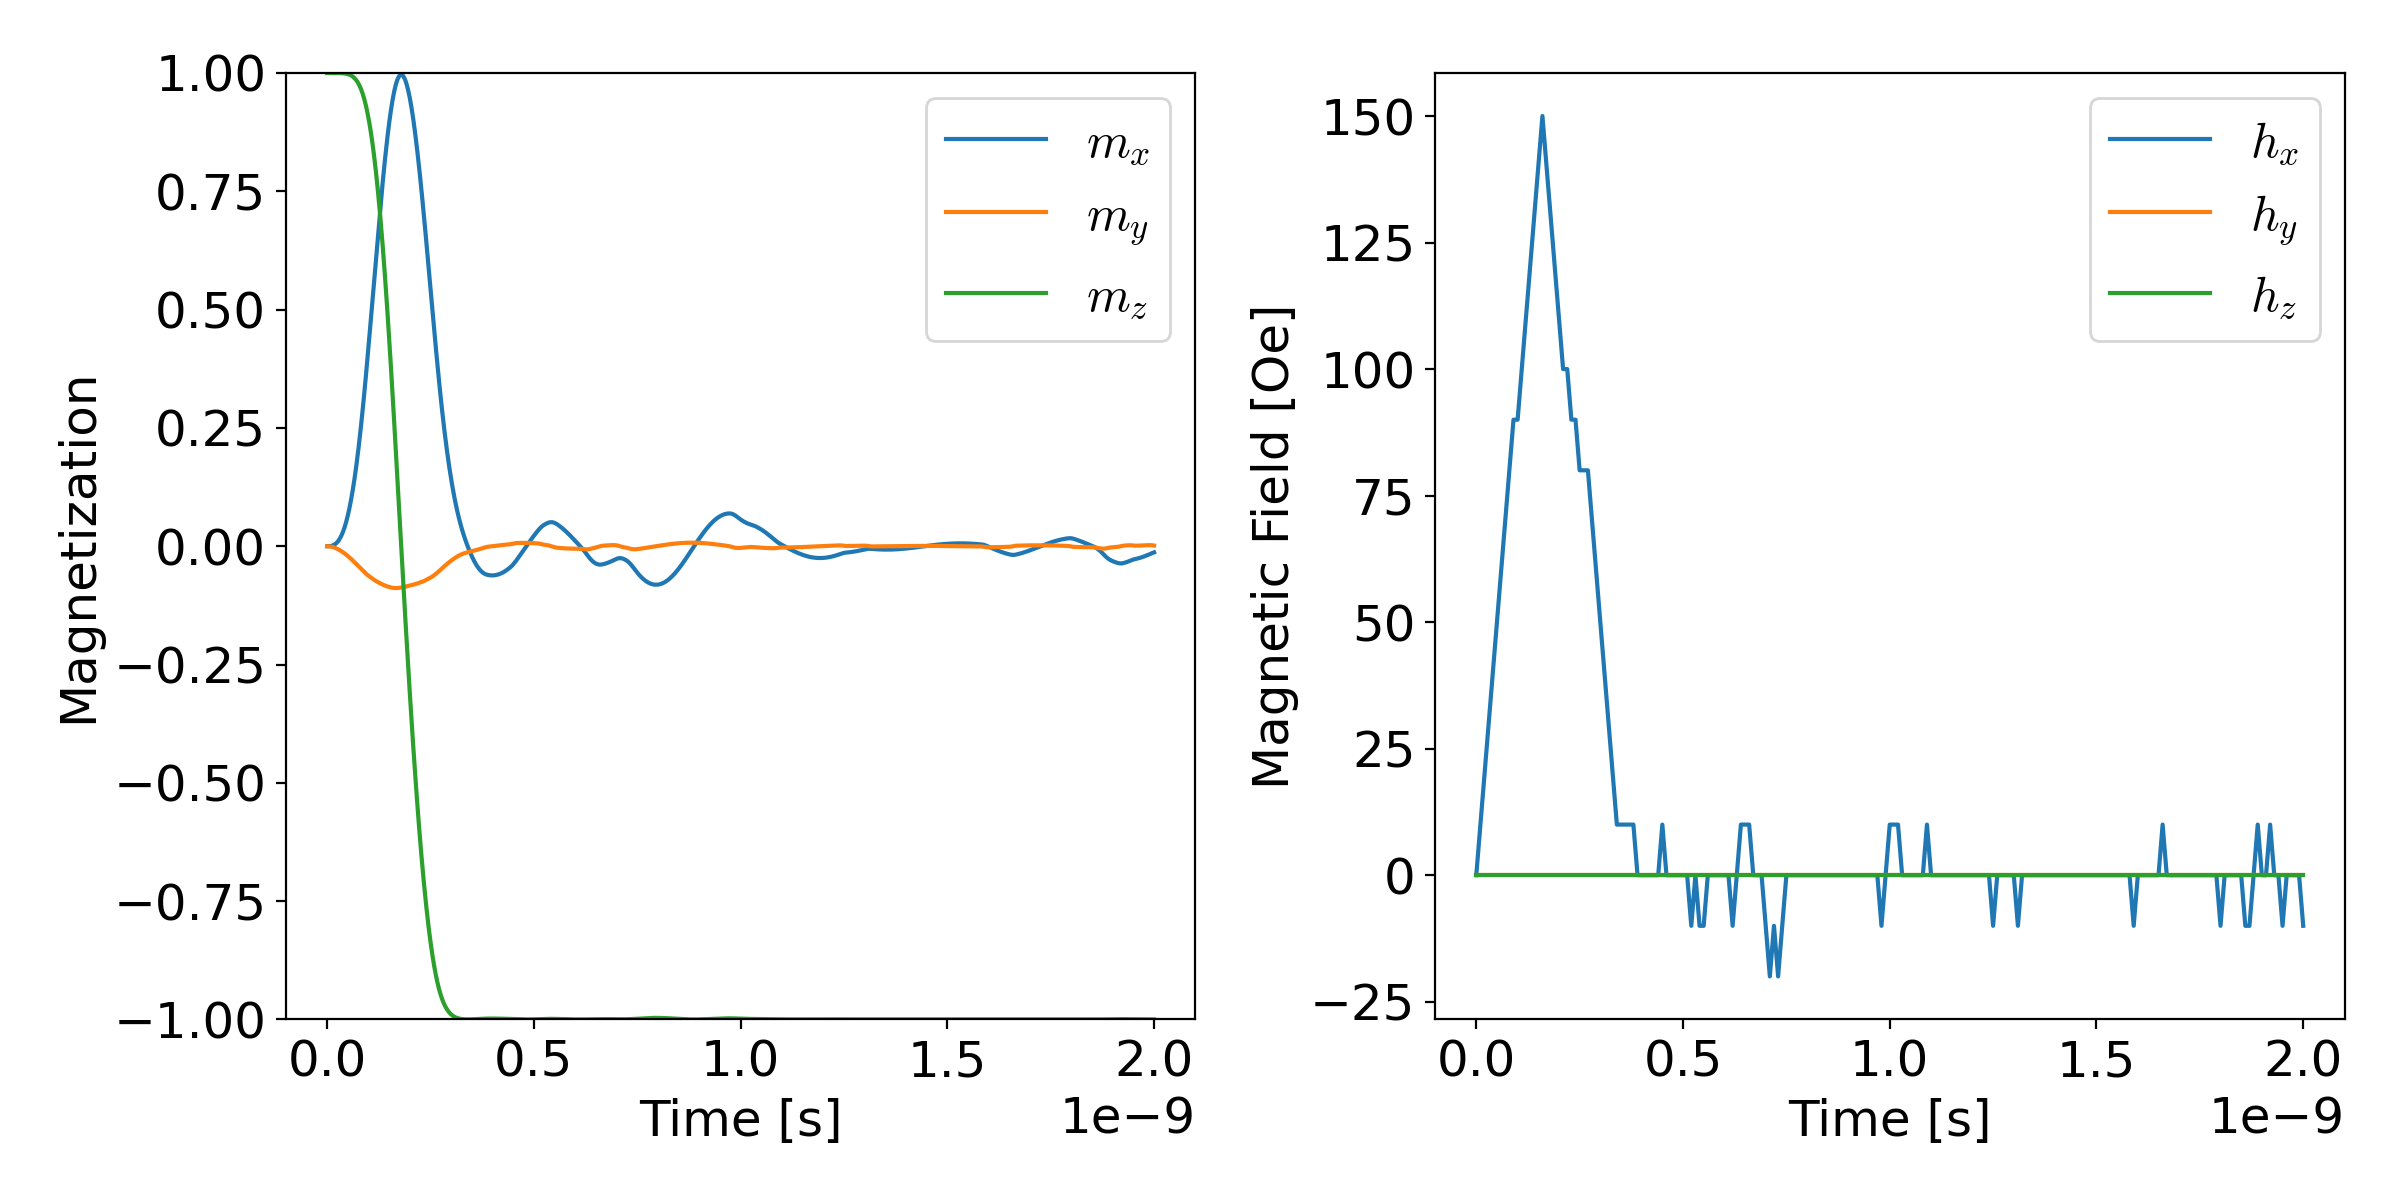 Magnetization
1.00
0.75
0.50
0.25
0.00
−0.25
−0.50
−0.75
−1.00
0.0 0.5 1.0 1.5 2.0
Time [s]
1e−9
m_x
m_y
m_z
Magnetic Field [Oe]
150
125
100
75
50
25
0
−25
0.0 0.5 1.0 1.5 2.0
Time [s]
1e−9
h_x
h_y
h_z